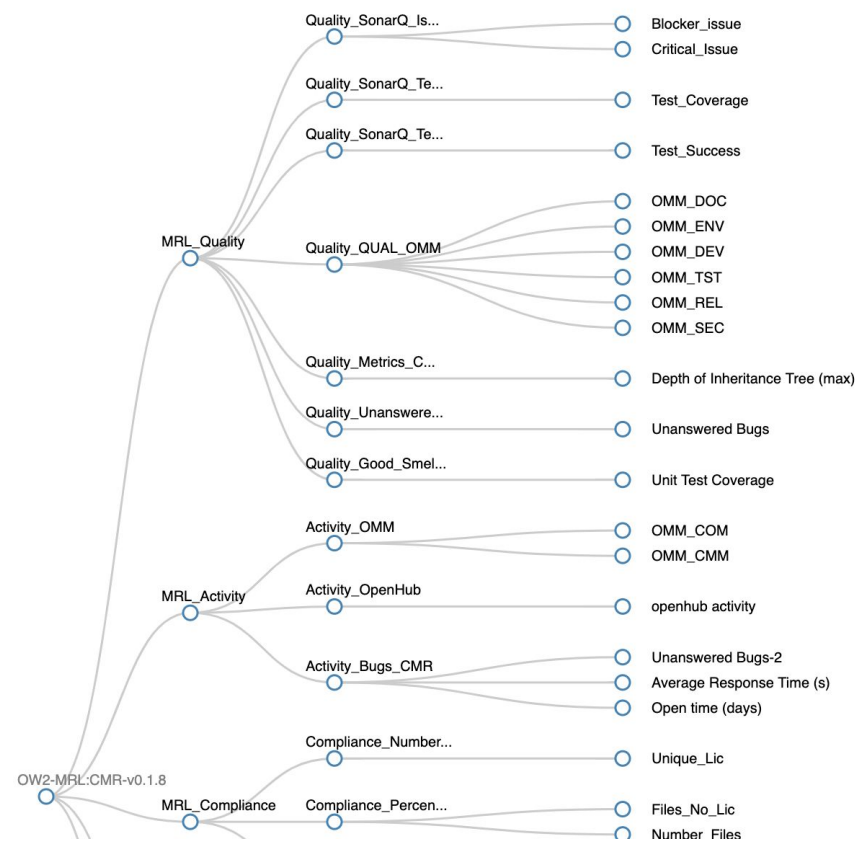 Quality_SonarQ_Is...
Blocker_issue
Critical_Issue
Quality_SonarQ_Te...
Test_Coverage
Quality_SonarQ_Te...
Test_Success
MRL_Quality
Quality_QUAL_OMM
OMM_DOC
OMM_ENV
OMM_DEV
OMM_TST
OMM_REL
OMM_SEC
Quality_Metrics_C...
Depth of Inheritance Tree (max)
Quality_Unanswere...
Unanswered Bugs
Quality_Good_Smel...
Unit Test Coverage
MRL_Activity
Activity_OMM
OMM_COM
OMM_CMM
Activity_OpenHub
openhub activity
Activity_Bugs_CMR
Unanswered Bugs-2
Average Response Time (s)
Open time (days)
OW2-MRL:CMR-v0.1.8
MRL_Compliance
Compliance_Number...
Unique_Lic
Compliance_Percen...
Files_No_Lic
Number_Files